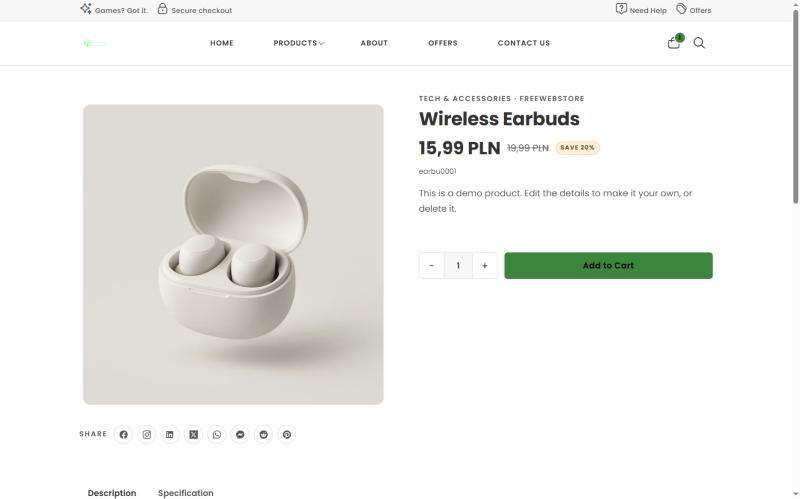 Games? Got it. Secure checkout Need Help Offers
HOME PRODUCTS ABOUT OFFERS CONTACT US
TECH & ACCESSORIES · FREEWEBSTORE
Wireless Earbuds
15,99 PLN 19,99 PLN SAVE 20%
earbu0001
This is a demo product. Edit the details to make it your own, or
delete it.
- 1 + Add to Cart
SHARE
Description Specification